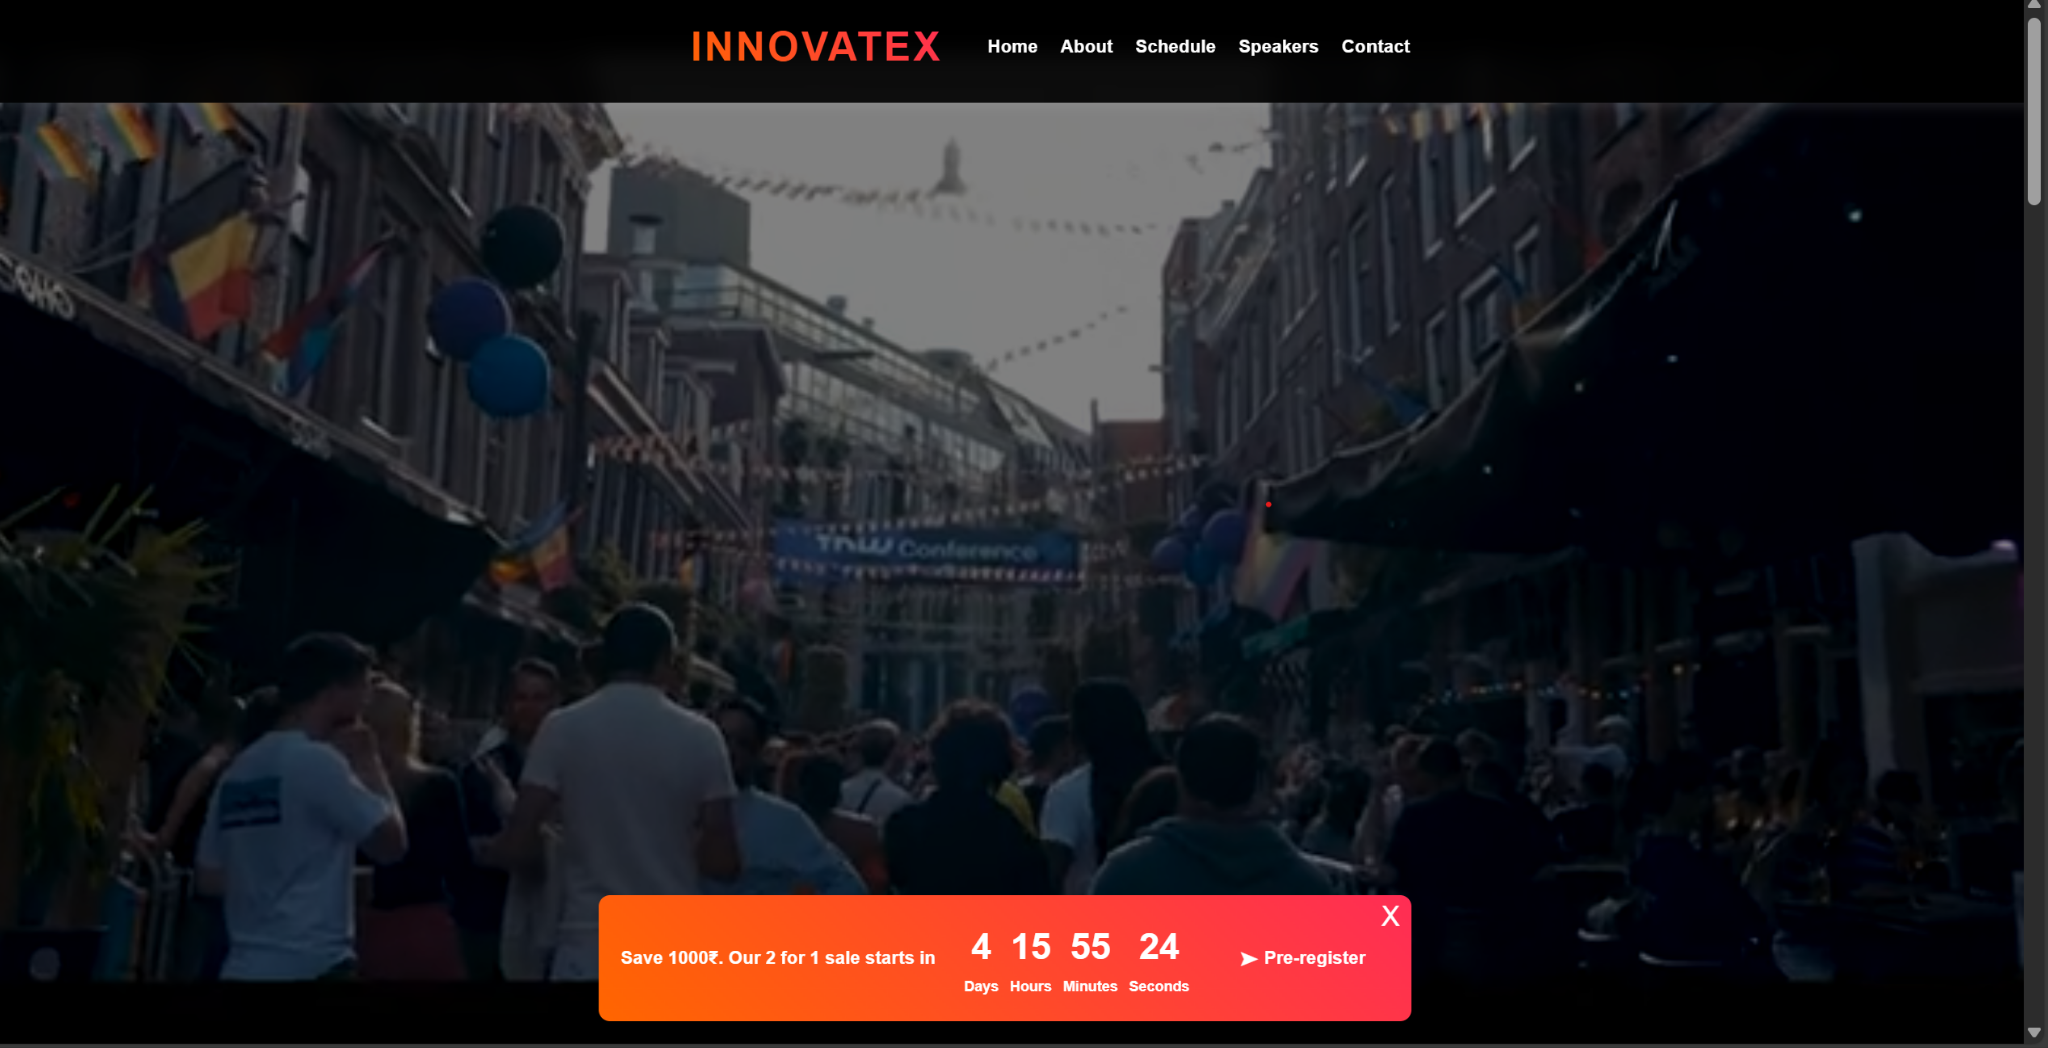 INNOVATEX
Home About Schedule Speakers Contact
SOHO
TNW Conference
Save 1000₹. Our 2 for 1 sale starts in
4 15 55 24
Days Hours Minutes Seconds
➤ Pre-register
X